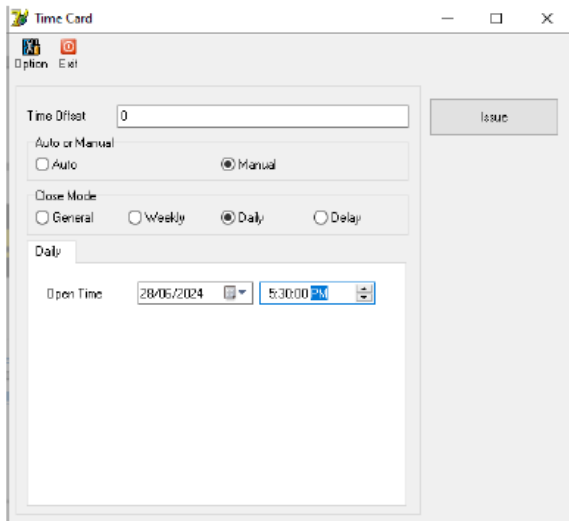 Time Card
Option Exit
Time Offset 0
Issue
Auto or Manual
Auto Manual
Close Mode
General Weekly Daily Delay
Daily
Open Time 28/06/2024 5:30:00 PM